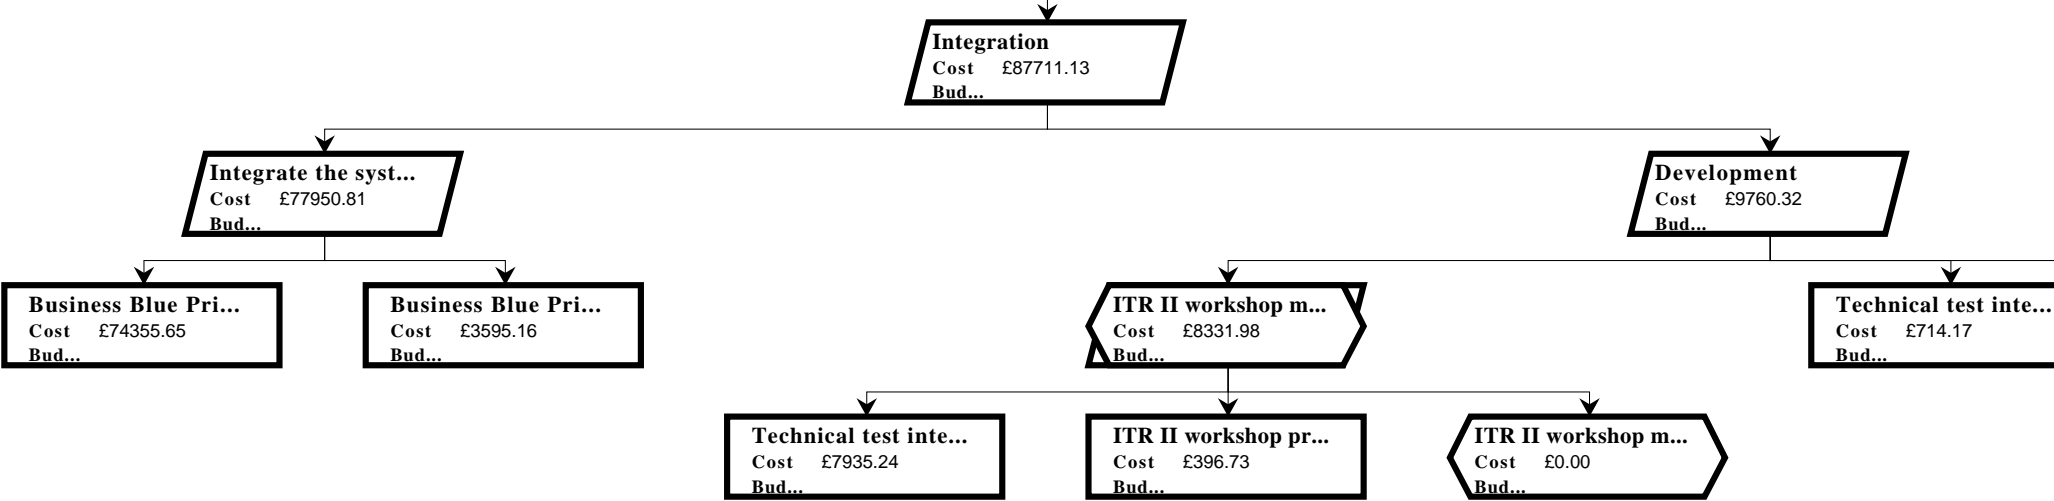 Integration
Cost £87711.13
Bud...
Integrate the syst...
Cost £77950.81
Bud...
Development
Cost £9760.32
Bud...
Business Blue Pri...
Cost £74355.65
Bud...
Business Blue Pri...
Cost £3595.16
Bud...
ITR II workshop m...
Cost £8331.98
Bud...
Technical test inte...
Cost £714.17
Bud...
Technical test inte...
Cost £7935.24
Bud...
ITR II workshop pr...
Cost £396.73
Bud...
ITR II workshop m...
Cost £0.00
Bud...